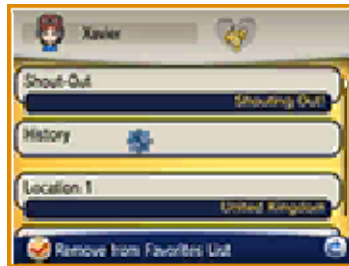 Xavier
Shout-Out
Shouting Out!
History
Location 1
United Kingdom
Remove from Favorites List